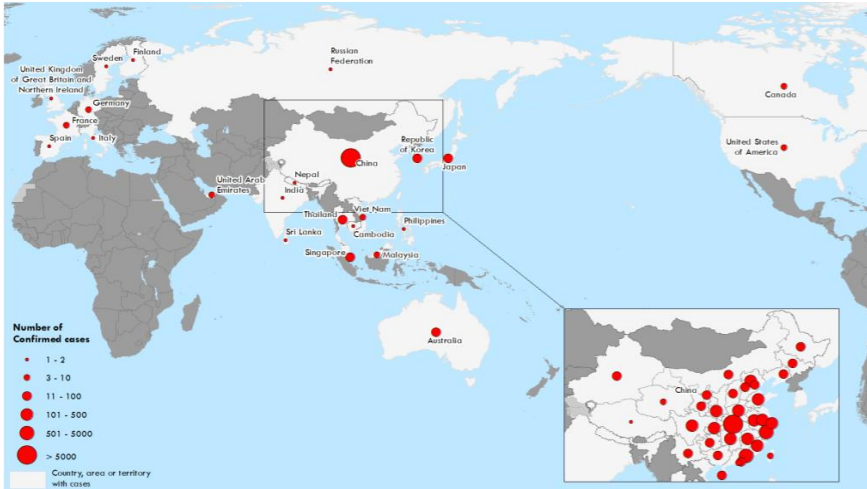 Finland
Russian
Federation
Sweden
United Kingdom
of Great Britain and
Northern Ireland
Germany
France
Spain
Italy
Canada
United States
of America
Republic
of Korea
China
Japan
Nepal
India
United Arab
Emirates
Viet Nam
Thailand
Philippines
Sri Lanka
Cambodia
Singapore
Malaysia
Australia
Number of
Confirmed cases
1 - 2
3 - 10
11 - 100
101 - 500
501 - 5000
> 5000
Country, area or territory
with cases
China